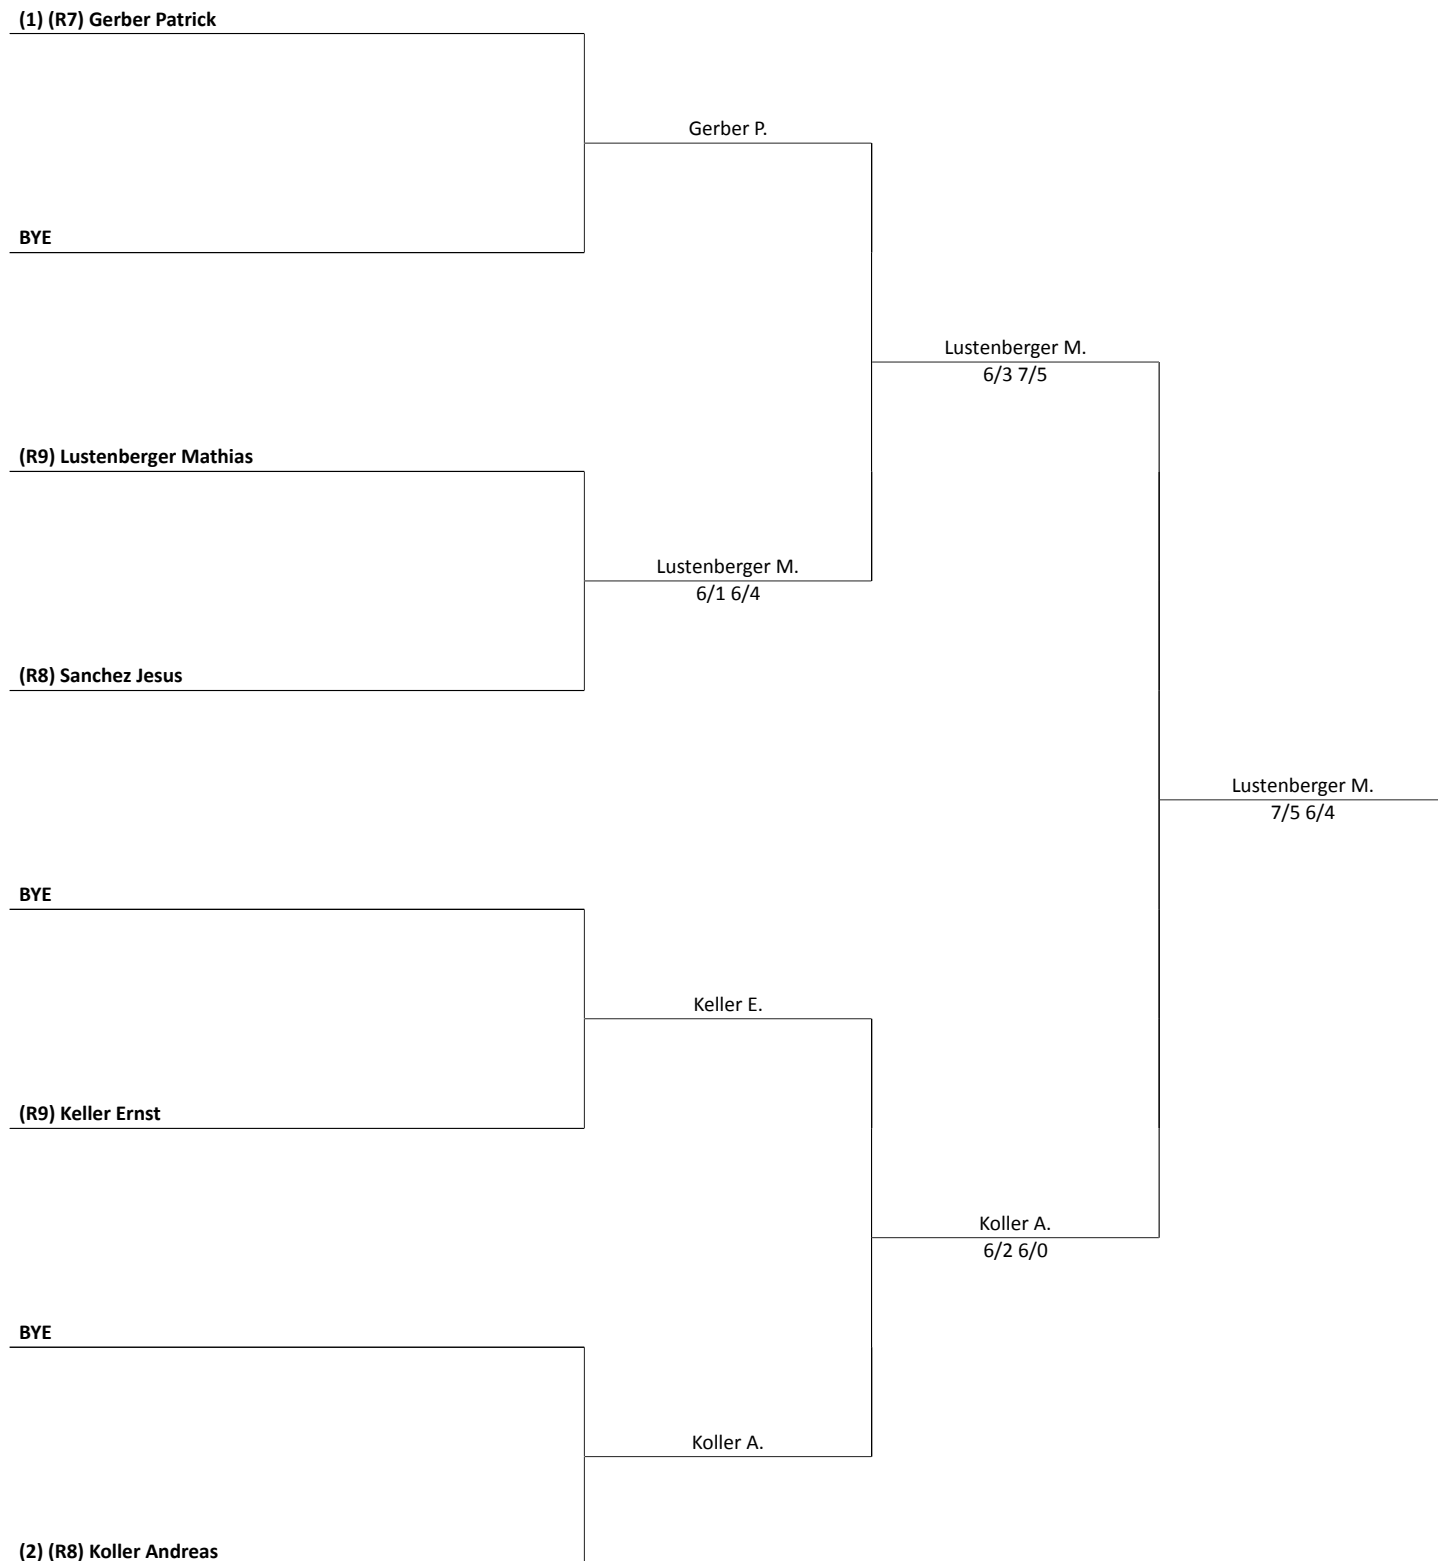 (1) (R7) Gerber Patrick
Gerber P.
BYE
Lustenberger M.
6/3 7/5
(R9) Lustenberger Mathias
Lustenberger M.
6/1 6/4
(R8) Sanchez Jesus
Lustenberger M.
7/5 6/4
BYE
Keller E.
(R9) Keller Ernst
Koller A.
6/2 6/0
BYE
Koller A.
(2) (R8) Koller Andreas